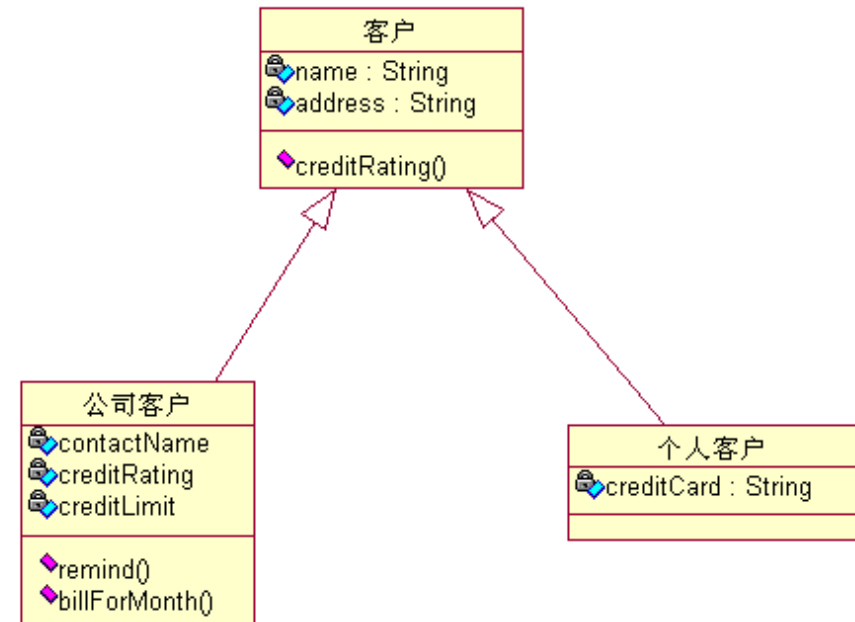 客户
name : String
address : String
creditRating()
公司客户
contactName
creditRating
creditLimit
remind()
billForMonth()
个人客户
creditCard : String